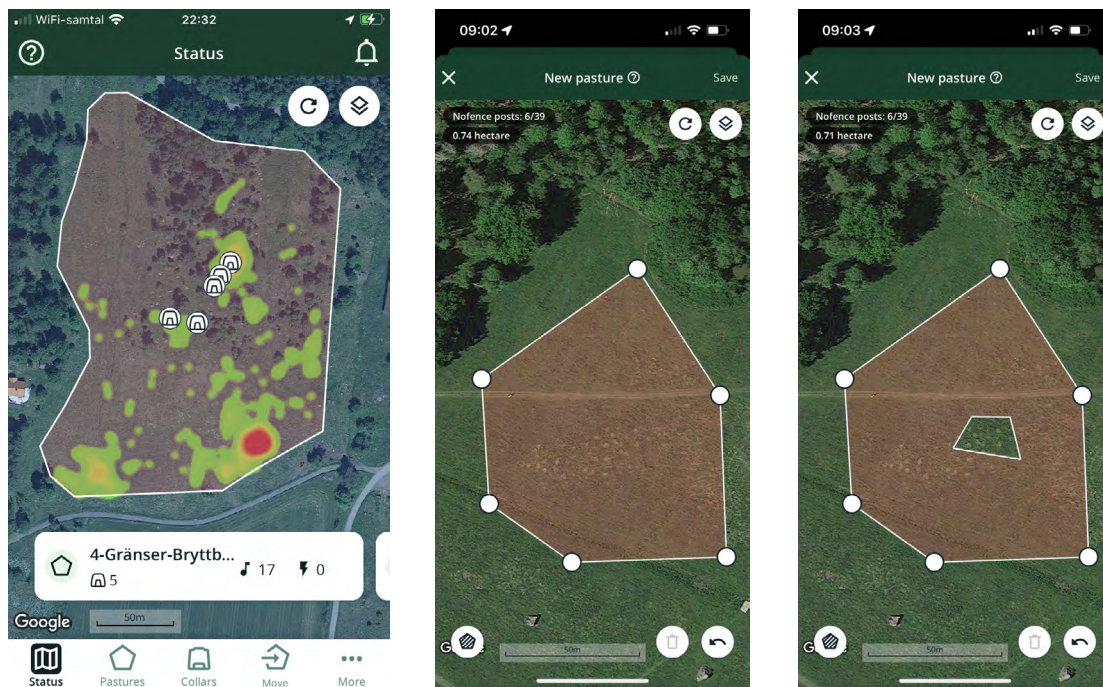 WiFi-samtal 22:32
Status
4-Gränser-Bryttb...
17
0
5
Google
50m
Status Pastures Collars Move More
09:02
New pasture
Save
Nofence posts: 6/39
0.74 hectare
50m
09:03
New pasture
Save
Nofence posts: 6/39
0.71 hectare
50m